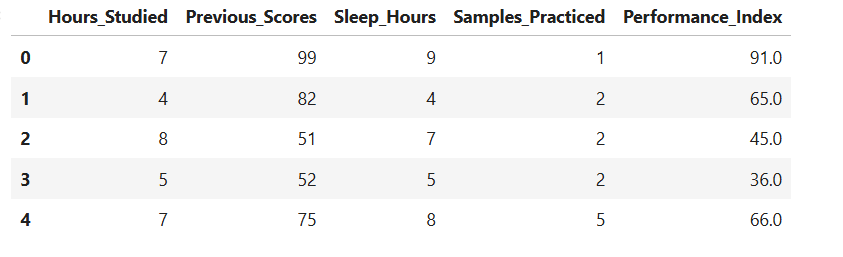 Hours_Studied Previous_Scores Sleep_Hours Samples_Practiced Performance_Index
0 7 99 9 1 91.0
1 4 82 4 2 65.0
2 8 51 7 2 45.0
3 5 52 5 2 36.0
4 7 75 8 5 66.0